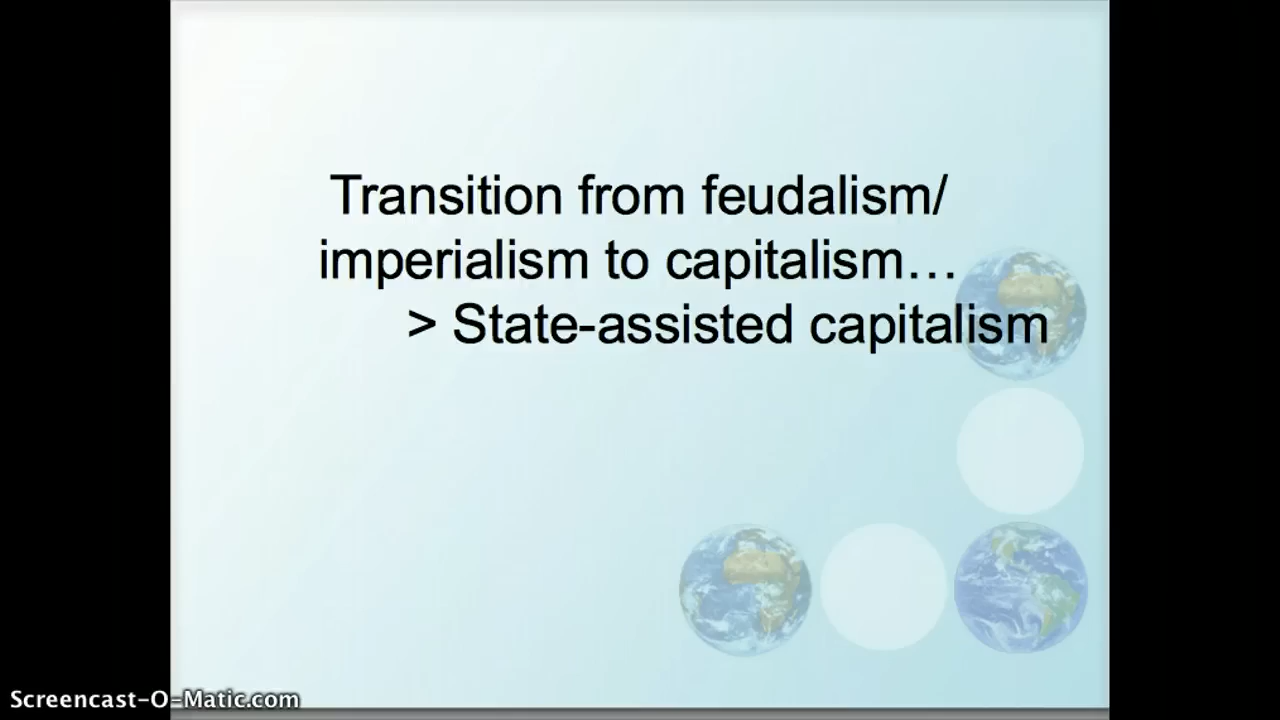 Transition from feudalism/
imperialism to capitalism…
> State-assisted capitalism
Screencast-O-Matic.com